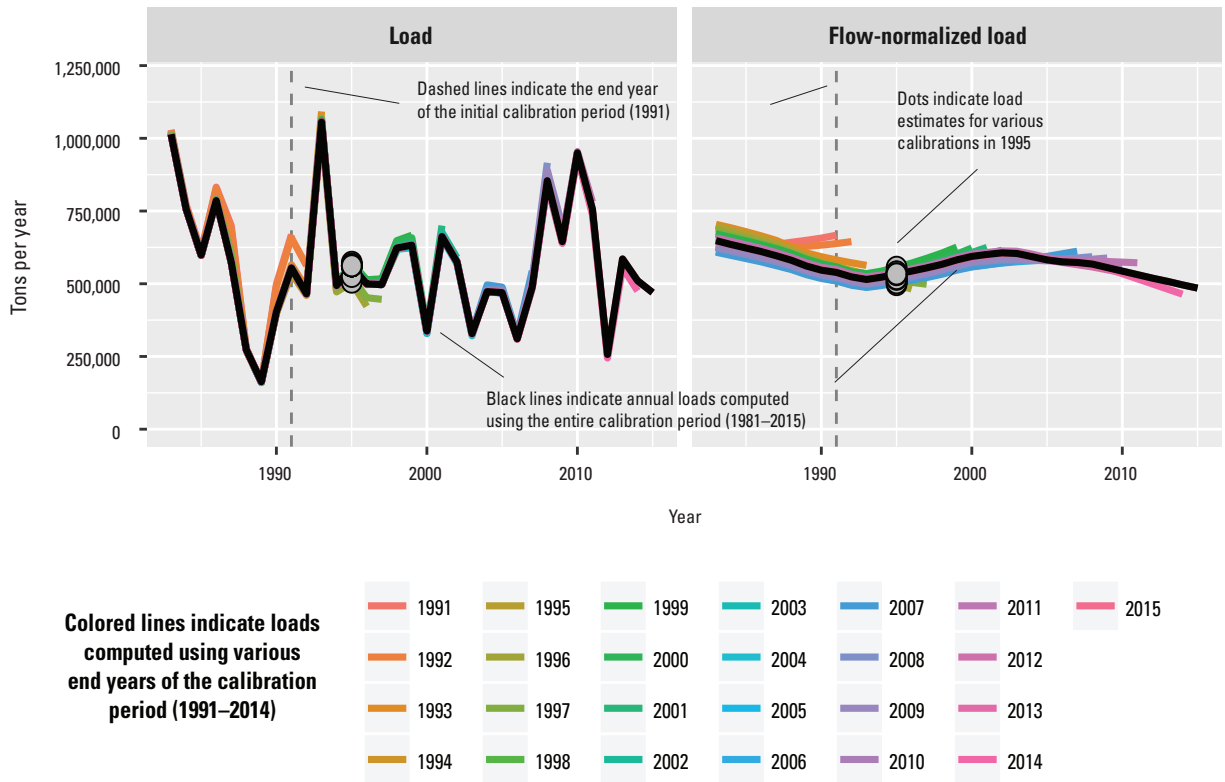 Load
Flow-normalized load
Tons per year
1,250,000
1,000,000
750,000
500,000
250,000
0
Dashed lines indicate the end year
of the initial calibration period (1991)
Dots indicate load
estimates for various
calibrations in 1995
Black lines indicate annual loads computed
using the entire calibration period (1981–2015)
1990
2000
2010
1990
2000
2010
Year
Colored lines indicate loads
computed using various
end years of the calibration
period (1991–2014)
1991
1992
1993
1994
1995
1996
1997
1998
1999
2000
2001
2002
2003
2004
2005
2006
2007
2008
2009
2010
2011
2012
2013
2014
2015